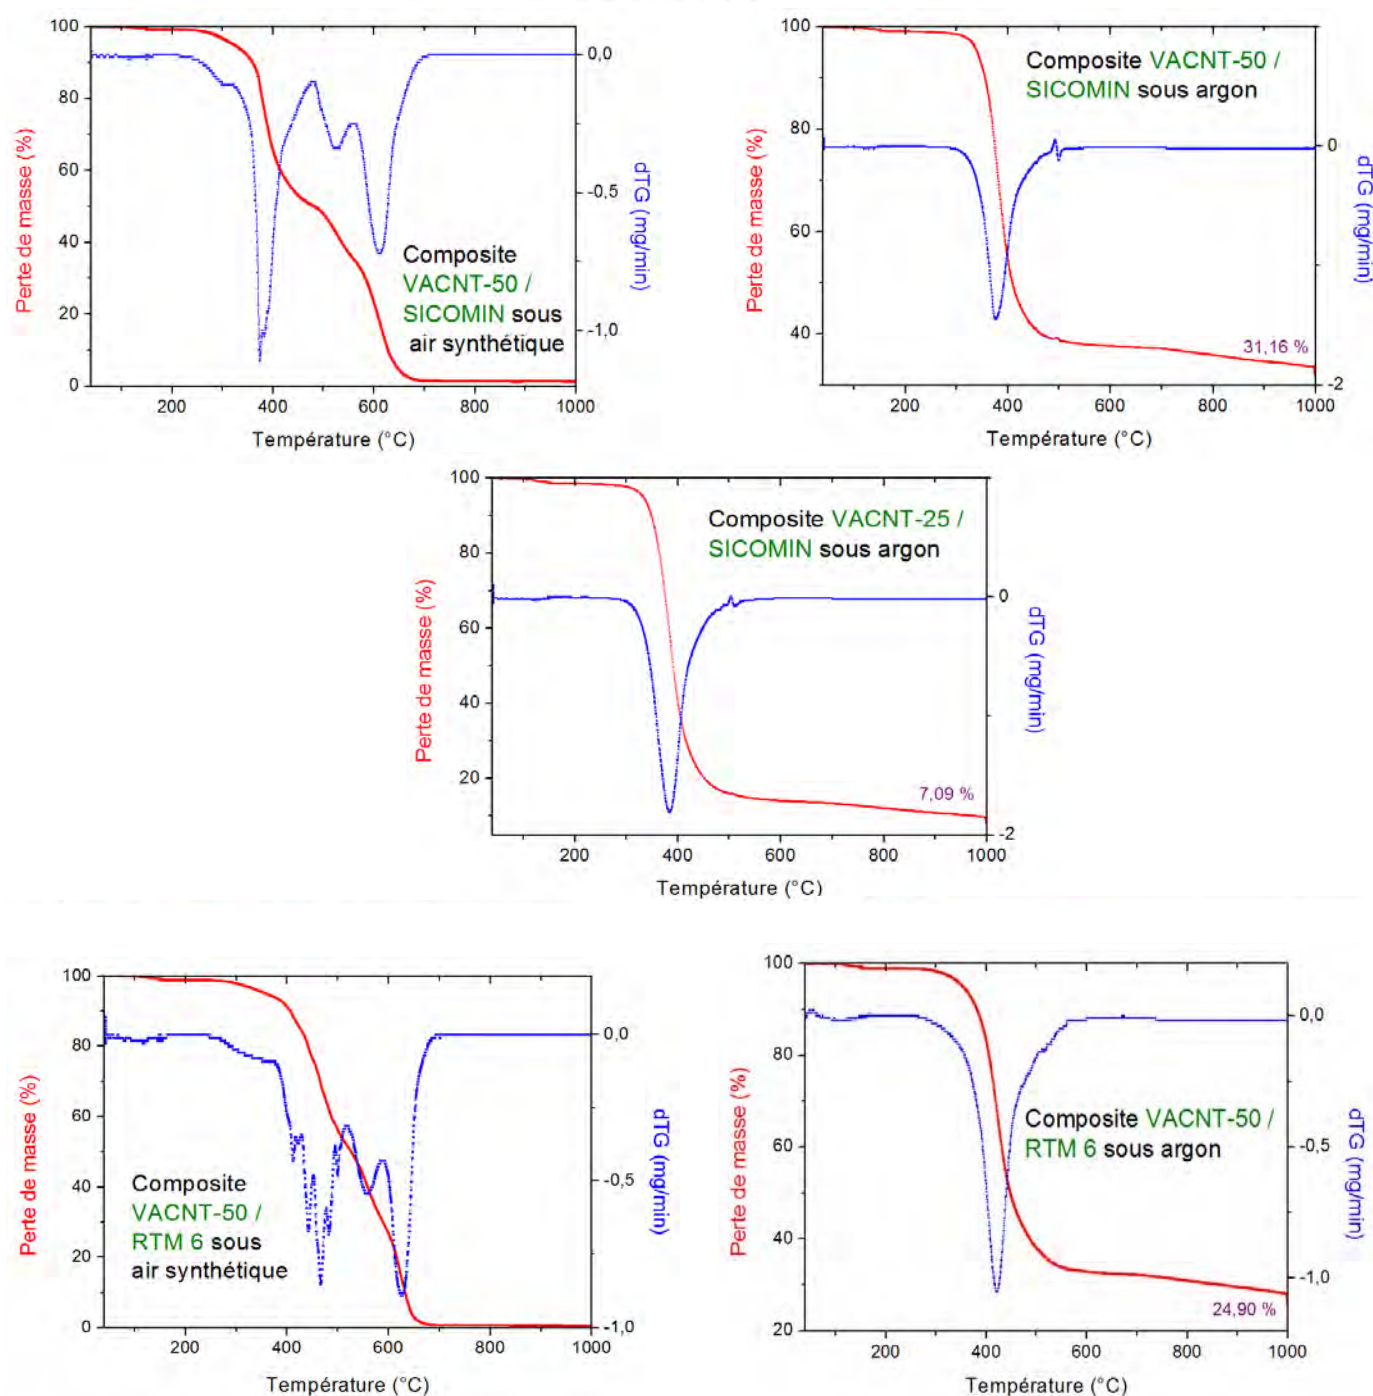 100
80
60
40
20
0
Perte de masse (%)
200
400
600
800
1000
Température (°C)
0,0
-0,5
-1,0
dTG (mg/min)
Composite
VACNT-50 /
SICOMIN sous
air synthétique
100
80
60
40
Perte de masse (%)
200
400
600
800
1000
Température (°C)
0
-2
dTG (mg/min)
Composite VACNT-50 /
SICOMIN sous argon
31,16 %
100
80
60
40
20
Perte de masse (%)
200
400
600
800
1000
Température (°C)
0
-2
dTG (mg/min)
Composite VACNT-25 /
SICOMIN sous argon
7,09 %
100
80
60
40
20
0
Perte de masse (%)
200
400
600
800
1000
Température (°C)
0,0
-0,5
-1,0
dTG (mg/min)
Composite
VACNT-50 /
RTM 6 sous
air synthétique
100
90
80
70
60
50
40
30
20
Perte de masse (%)
200
400
600
800
1000
Température (°C)
0,0
-0,5
-1,0
dTG (mg/min)
Composite VACNT-50 /
RTM 6 sous argon
24,90 %